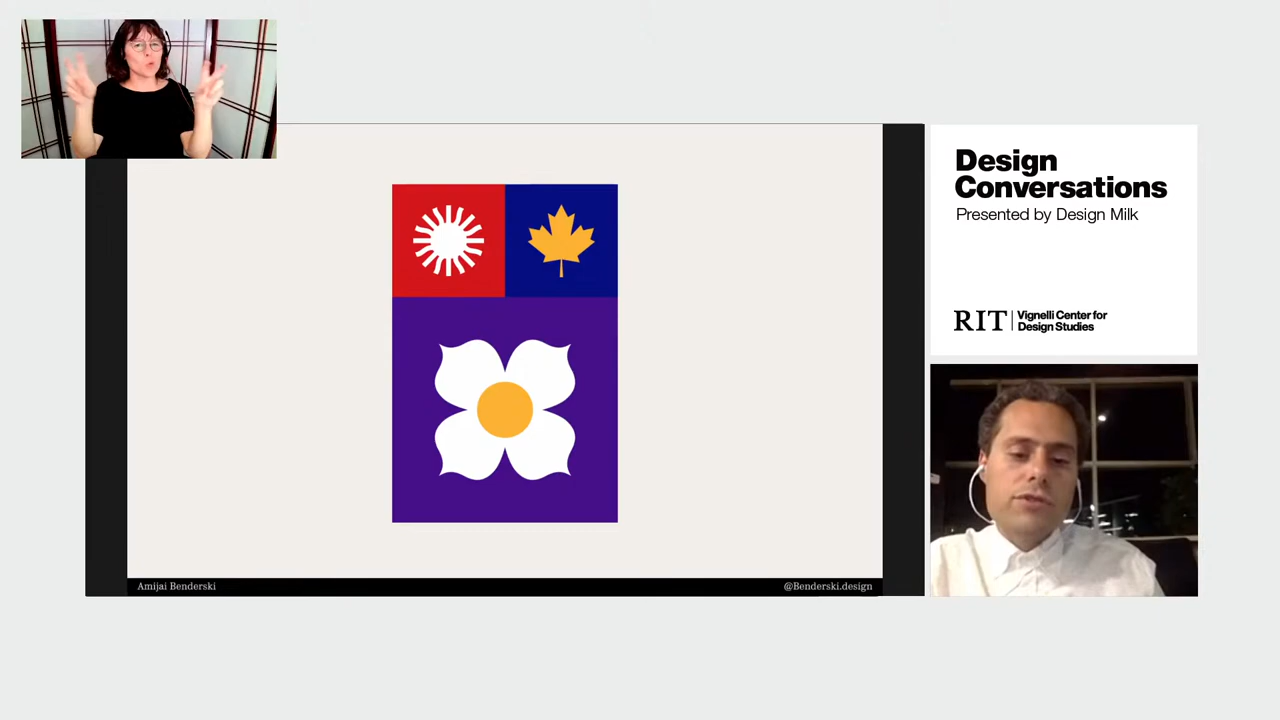 Design
Conversations
Presented by Design Milk
RIT
Vignelli Center for
Design Studies
Amijai Benderski
@Benderski.design